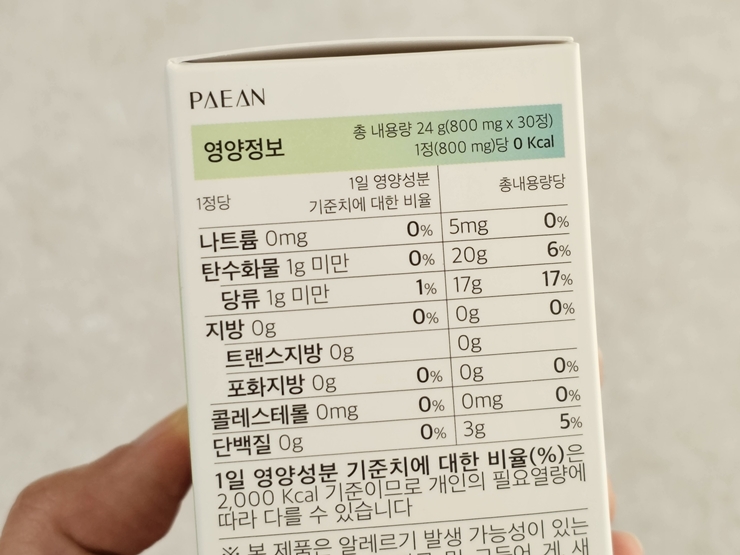 PAEAN
영양정보
총 내용량 24 g(800 mg x 30정)
1정(800 mg)당 0 Kcal
1정당
1일 영양성분
기준치에 대한 비율
총내용량당
나트륨 0mg 0% 5mg 0%
탄수화물 1g 미만 0% 20g 6%
당류 1g 미만 1% 17g 17%
지방 0g 0% 0g 0%
트랜스지방 0g 0g
포화지방 0g 0% 0g 0%
콜레스테롤 0mg 0% 0mg 0%
단백질 0g 0% 3g 5%
1일 영양성분 기준치에 대한 비율(%)은
2,000 Kcal 기준이므로 개인의 필요열량에
따라 다를 수 있습니다
※ 본 제품은 알레르기 발생 가능성이 있는
게 새